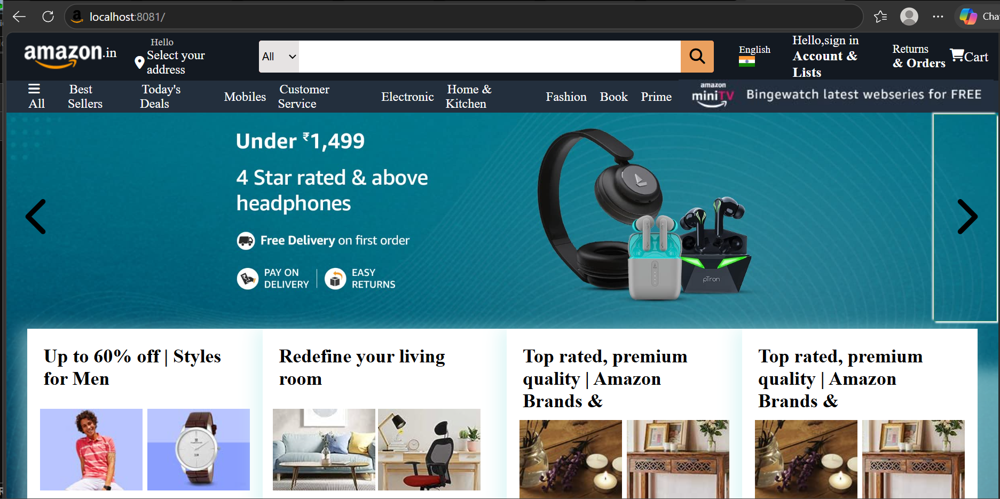 localhost:8081/
Cha
amazon.in
Hello
Select your
address
All
English
Hello,sign in
Account &
Lists
Returns
& Orders
Cart
All
Best
Sellers
Today's
Deals
Mobiles
Customer
Service
Electronic
Home &
Kitchen
Fashion
Book
Prime
amazon
miniTV
Bingewatch latest webseries for FREE
Under ₹1,499
4 Star rated & above
headphones
Free Delivery on first order
PAY ON
DELIVERY
EASY
RETURNS
pTron
Up to 60% off | Styles
for Men
Redefine your living
room
Top rated, premium
quality | Amazon
Brands &
Top rated, premium
quality | Amazon
Brands &